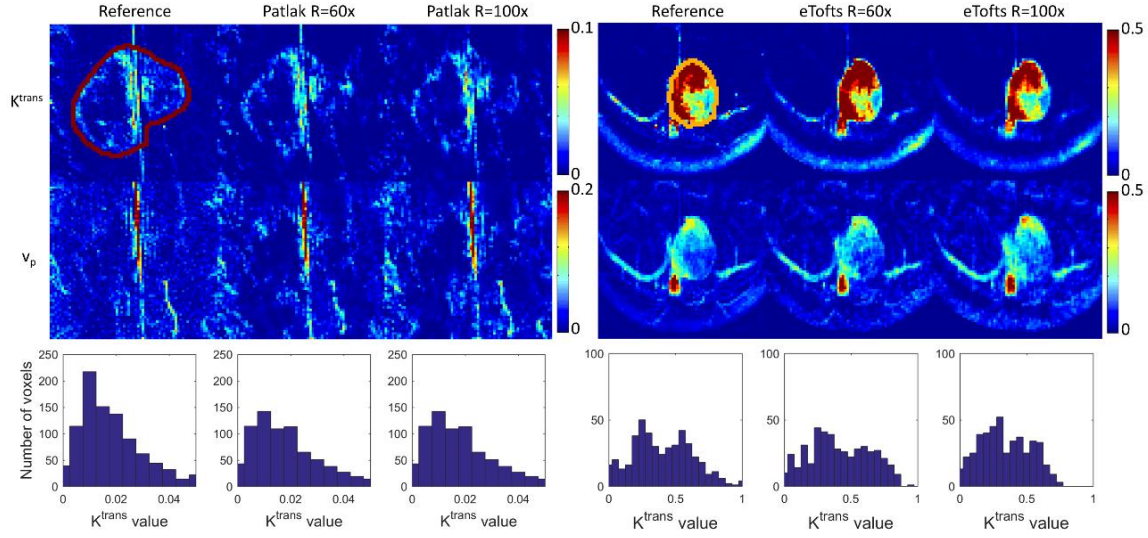 Reference Patlak R=60x Patlak R=100x Reference eTofts R=60x eTofts R=100x
K^trans 0.1 0.5
0 0
0.2 0.5
v_p
0 0
Number of voxels
250 250 250 100 100 100
200 200 200
150 150 150
50 50 50
100 100 100
50 50 50
0 0 0 0 0 0
0 0.02 0.04 0 0.02 0.04 0 0.02 0.04 0 0.5 1 0 0.5 1 0 0.5 1
K^trans value K^trans value K^trans value K^trans value K^trans value K^trans value